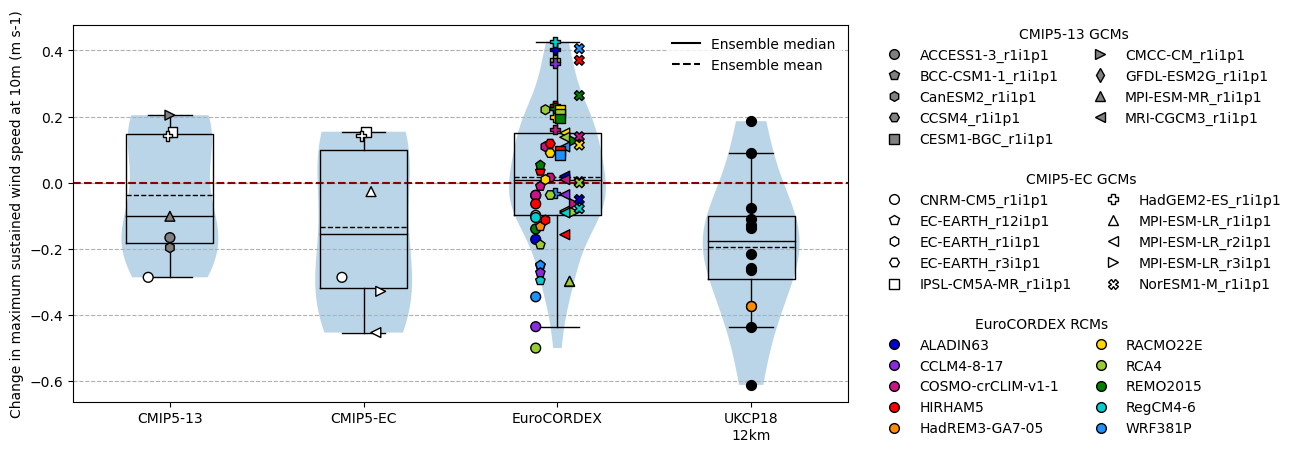 Change in maximum sustained wind speed at 10m (m s-1)
0.4
0.2
0.0
−0.2
−0.4
−0.6
Ensemble median
Ensemble mean
CMIP5-13
CMIP5-EC
EuroCORDEX
UKCP18
12km
CMIP5-13 GCMs
ACCESS1-3_r1i1p1
BCC-CSM1-1_r1i1p1
CanESM2_r1i1p1
CCSM4_r1i1p1
CESM1-BGC_r1i1p1
CMCC-CM_r1i1p1
GFDL-ESM2G_r1i1p1
MPI-ESM-MR_r1i1p1
MRI-CGCM3_r1i1p1
CMIP5-EC GCMs
CNRM-CM5_r1i1p1
EC-EARTH_r12i1p1
EC-EARTH_r1i1p1
EC-EARTH_r3i1p1
IPSL-CM5A-MR_r1i1p1
HadGEM2-ES_r1i1p1
MPI-ESM-LR_r1i1p1
MPI-ESM-LR_r2i1p1
MPI-ESM-LR_r3i1p1
NorESM1-M_r1i1p1
EuroCORDEX RCMs
ALADIN63
CCLM4-8-17
COSMO-crCLIM-v1-1
HIRHAM5
HadREM3-GA7-05
RACMO22E
RCA4
REMO2015
RegCM4-6
WRF381P